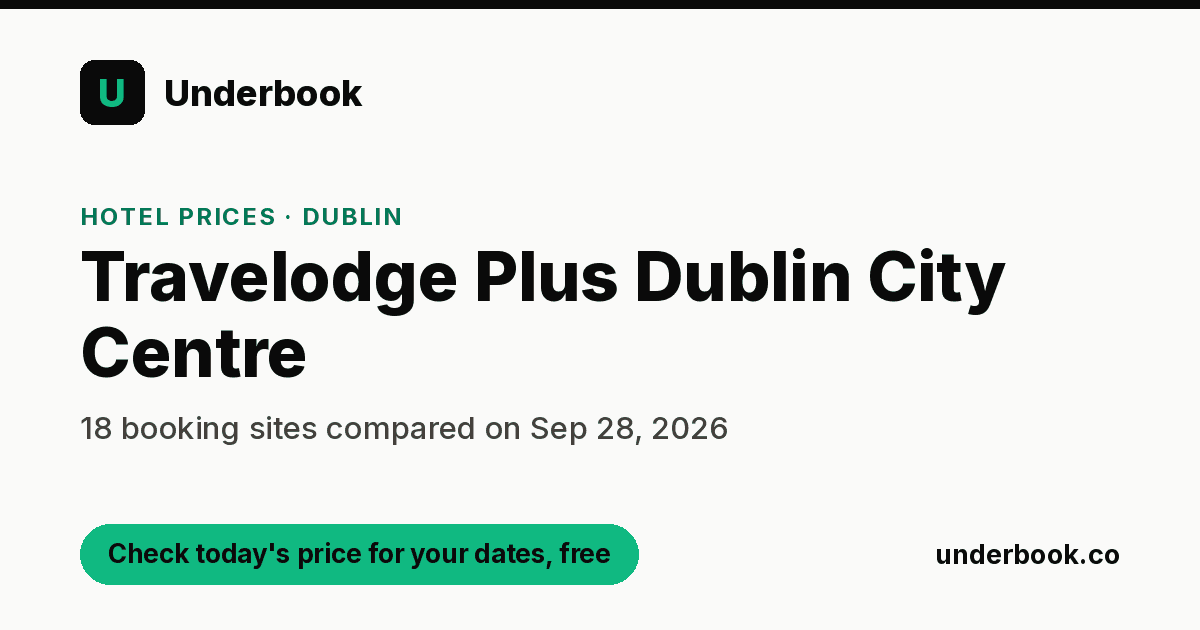 U Underbook
HOTEL PRICES · DUBLIN
Travelodge Plus Dublin City
Centre
18 booking sites compared on Sep 28, 2026
Check today's price for your dates, free
underbook.co